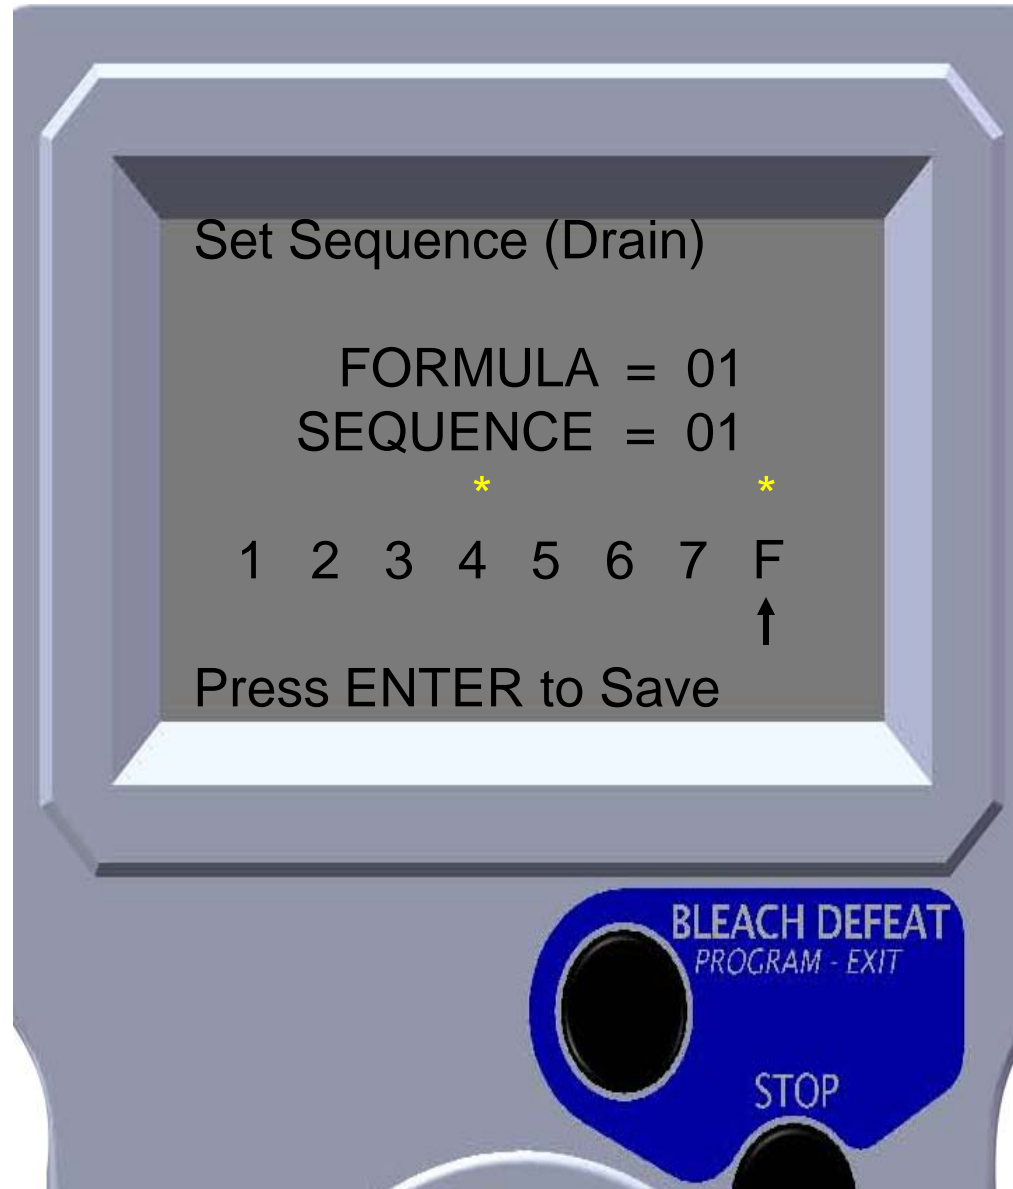 Set Sequence (Drain)
FORMULA = 01
SEQUENCE = 01
* *
1 2 3 4 5 6 7 F
Press ENTER to Save
BLEACH DEFEAT
PROGRAM - EXIT
STOP